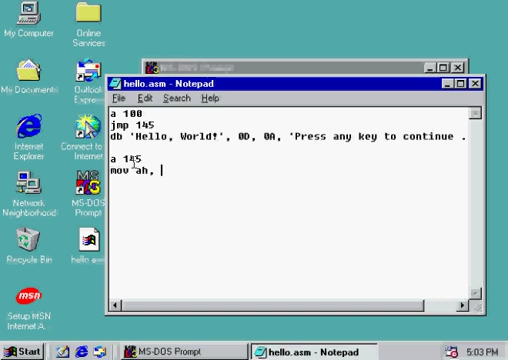 My Computer
Online
Services
My Documents
Outlook
Expre...
Internet
Explorer
Connect to
Network
Neighborhood
MS-DOS
Prompt
Recycle Bin
Setup MSN
Internet A...
hello.asm - Notepad
File Edit Search Help
a 100
jmp 145
db 'Hello, World!', 0D, 0A, 'Press any key to continue .
a 145
mov ah,
Start
MS-DOS Prompt
hello.asm - Notepad
5:03 PM